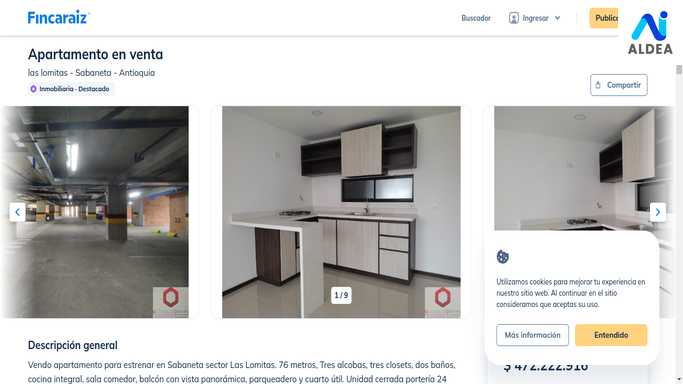 Fincaraiz
Buscador
Ingresar
Public
ALDEA
Apartamento en venta
las lomitas - Sabaneta - Antioquia
Inmobiliaria - Destacado
Compartir
1 / 9
Utilizamos cookies para mejorar tu experiencia en
nuestro sitio web. Al continuar en el sitio
consideramos que aceptas su uso.
Más información
Entendido
$ 472.222.916
Descripción general
Vendo apartamento para estrenar en Sabaneta sector Las Lomitas. 76 metros, Tres alcobas, tres closets, dos baños,
cocina integral, sala comedor, balcón con vista panorámica, parqueadero y cuarto útil. Unidad cerrada portería 24